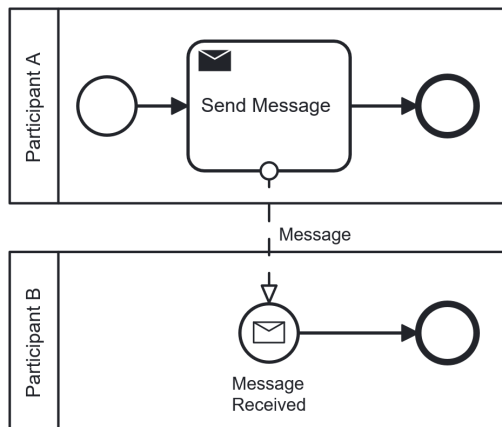 Participant A
Send Message
Message
Participant B
Message
Received